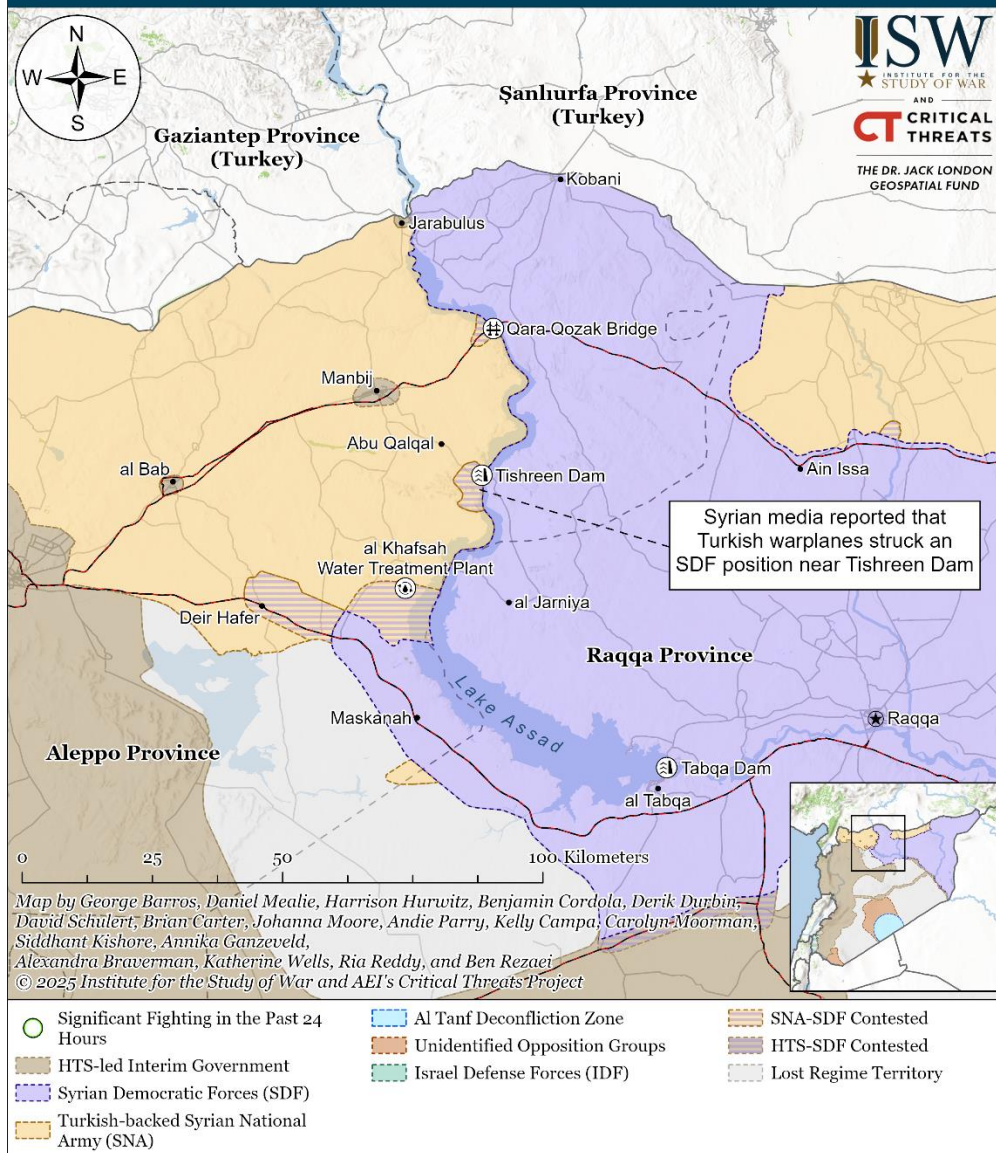 N
W E
S
ISW
INSTITUTE FOR THE
STUDY OF WAR
AND
CT CRITICAL
THREATS
THE DR. JACK LONDON
GEOSPATIAL FUND
Şanlıurfa Province
(Turkey)
Gaziantep Province
(Turkey)
Kobani
Jarabulus
Qara-Qozak Bridge
Manbij
Abu Qalqal
al Bab
Tishreen Dam
Ain Issa
Syrian media reported that
Turkish warplanes struck an
SDF position near Tishreen Dam
al Khafsah
Water Treatment Plant
Deir Hafer
al Jarniya
Raqqa Province
Lake Assad
Maskanah
Raqqa
Aleppo Province
Tabqa Dam
al Tabqa
0 25 50 100 Kilometers
Map by George Barros, Daniel Mealie, Harrison Hurwitz, Benjamin Cordola, Derik Durbin,
David Schulert, Brian Carter, Johanna Moore, Andie Parry, Kelly Campa, Carolyn Moorman,
Siddhant Kishore, Annika Ganzeveld,
Alexandra Braverman, Katherine Wells, Ria Reddy, and Ben Rezaei
© 2025 Institute for the Study of War and AEI's Critical Threats Project
Significant Fighting in the Past 24
Hours
HTS-led Interim Government
Syrian Democratic Forces (SDF)
Turkish-backed Syrian National
Army (SNA)
Al Tanf Deconfliction Zone
Unidentified Opposition Groups
Israel Defense Forces (IDF)
SNA-SDF Contested
HTS-SDF Contested
Lost Regime Territory